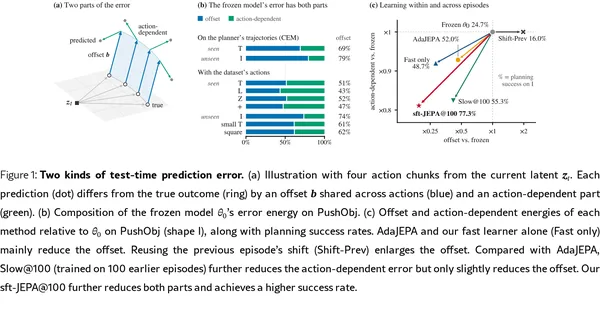 (a) Two parts of the error
predicted
action-
dependent
offset b
z_t
true
(b) The frozen model's error has both parts
offset action-dependent
On the planner's trajectories (CEM) offset
seen T 69%
unseen I 79%
With the dataset's actions
seen T 51%
L 43%
Z 52%
+ 47%
unseen I 74%
small T 61%
square 62%
0% 50% 100%
(c) Learning within and across episodes
action-dependent vs. frozen
×1
×0.9
×0.8
Frozen θ₀ 24.7%
AdaJEPA 52.0%
Shift-Prev 16.0%
Fast only
48.7%
% = planning
success on I
Slow@100 55.3%
sft-JEPA@100 77.3%
×0.25 ×0.5 ×1 ×2
offset vs. frozen
Figure 1: Two kinds of test-time prediction error. (a) Illustration with four action chunks from the current latent z_t. Each
prediction (dot) differs from the true outcome (ring) by an offset b shared across actions (blue) and an action-dependent part
(green). (b) Composition of the frozen model θ₀'s error energy on PushObj. (c) Offset and action-dependent energies of each
method relative to θ₀ on PushObj (shape I), along with planning success rates. AdaJEPA and our fast learner alone (Fast only)
mainly reduce the offset. Reusing the previous episode's shift (Shift-Prev) enlarges the offset. Compared with AdaJEPA,
Slow@100 (trained on 100 earlier episodes) further reduces the action-dependent error but only slightly reduces the offset. Our
sft-JEPA@100 further reduces both parts and achieves a higher success rate.